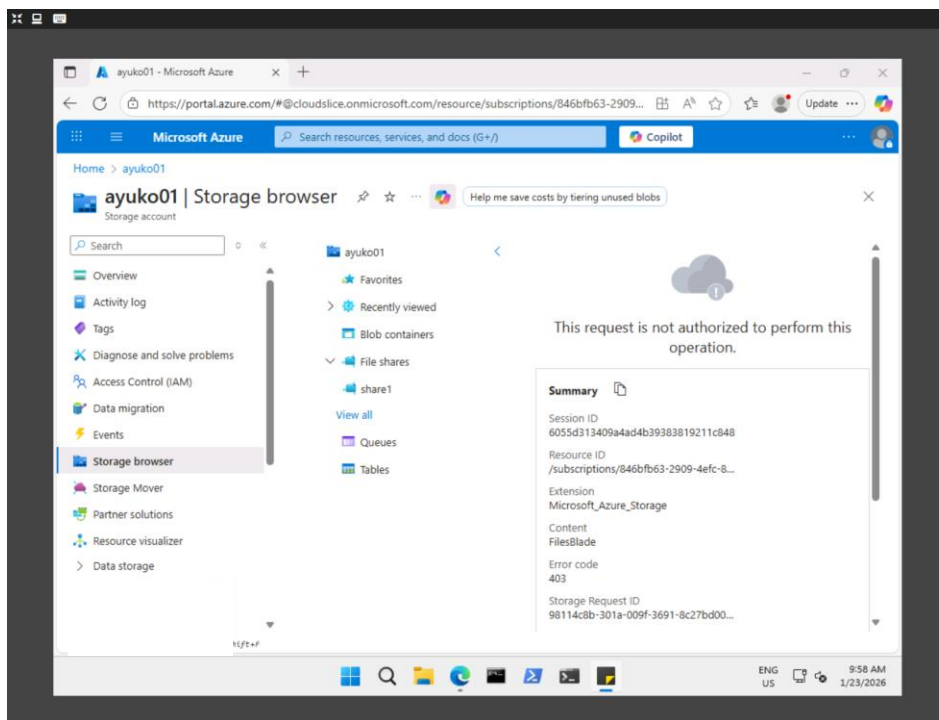 ayuko01 - Microsoft Azure
https://portal.azure.com/#@cloudslice.onmicrosoft.com/resource/subscriptions/846bfb63-2909...
Update
Microsoft Azure
Search resources, services, and docs (G+/)
Copilot
Home > ayuko01
ayuko01 | Storage browser
Help me save costs by tiering unused blobs
Storage account
Search
Overview
Activity log
Tags
Diagnose and solve problems
Access Control (IAM)
Data migration
Events
Storage browser
Storage Mover
Partner solutions
Resource visualizer
Data storage
ayuko01
Favorites
Recently viewed
Blob containers
File shares
share1
View all
Queues
Tables
This request is not authorized to perform this
operation.
Summary
Session ID
6055d313409a4ad4b39383819211c848
Resource ID
/subscriptions/846bfb63-2909-4efc-8...
Extension
Microsoft_Azure_Storage
Content
FilesBlade
Error code
403
Storage Request ID
98114c8b-301a-009f-3691-8c27bd00...
ENG
US
9:58 AM
1/23/2026